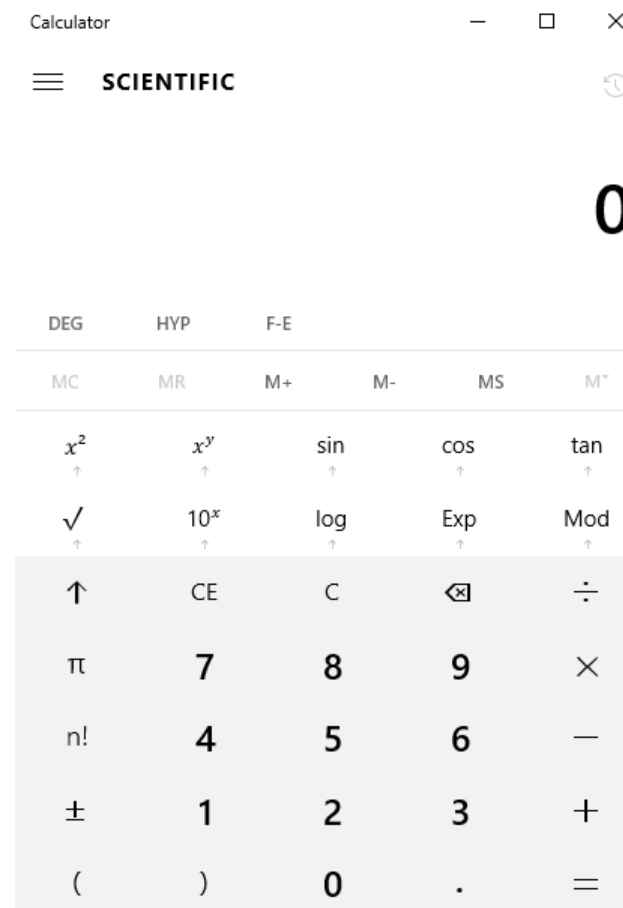 Calculator
SCIENTIFIC
0
DEG HYP F-E
MC MR M+ M- MS M˅
x² xʸ sin cos tan
√ 10ˣ log Exp Mod
↑ CE C ⌫ ÷
π 7 8 9 ×
n! 4 5 6 −
± 1 2 3 +
( ) 0 . =